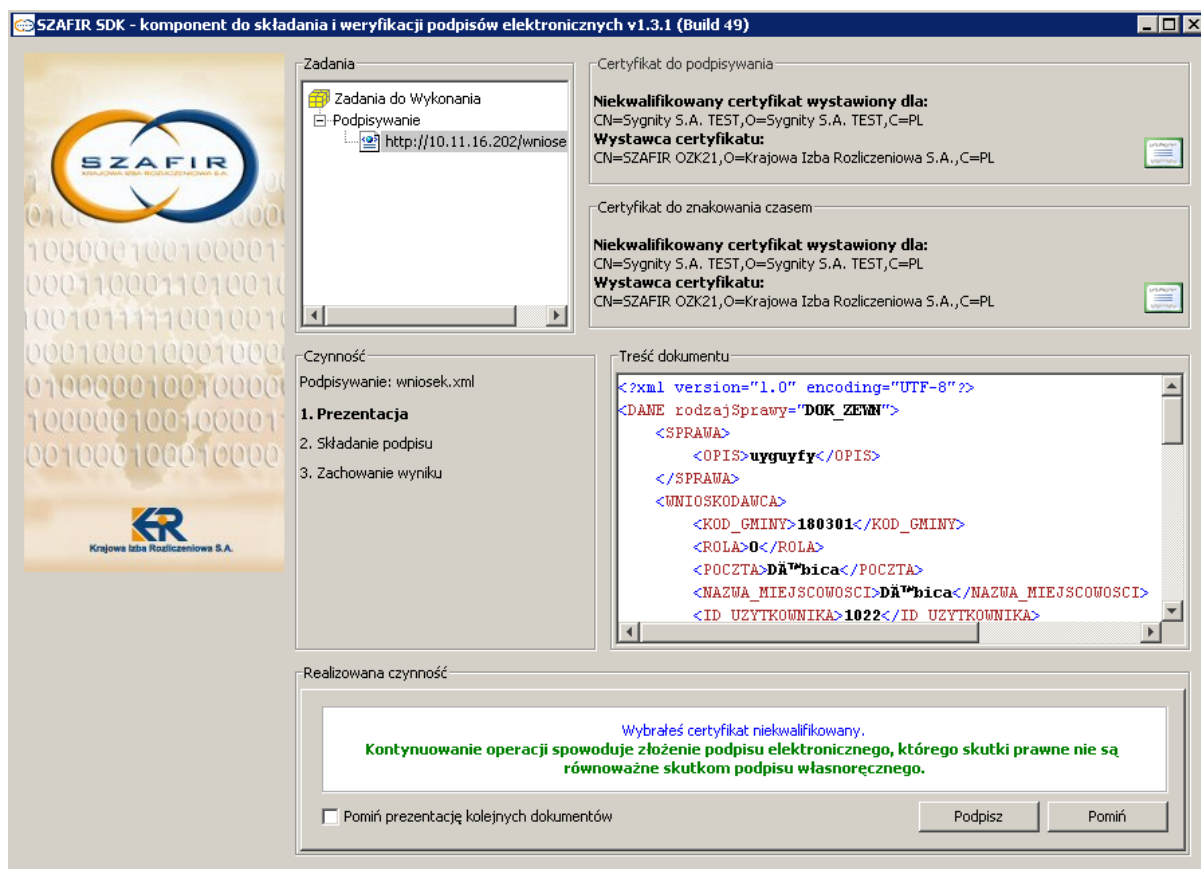 SZAFIR SDK - komponent do składania i weryfikacji podpisów elektronicznych v1.3.1 (Build 49)
SZAFIR
KRAJOWA IZBA ROZLICZENIOWA S.A.
Krajowa Izba Rozliczeniowa S.A.
Zadania
Zadania do Wykonania
Podpisywanie
http://10.11.16.202/wniose
Certyfikat do podpisywania
Niekwalifikowany certyfikat wystawiony dla:
CN=Sygnity S.A. TEST,O=Sygnity S.A. TEST,C=PL
Wystawca certyfikatu:
CN=SZAFIR OZK21,O=Krajowa Izba Rozliczeniowa S.A.,C=PL
Certyfikat do znakowania czasem
Niekwalifikowany certyfikat wystawiony dla:
CN=Sygnity S.A. TEST,O=Sygnity S.A. TEST,C=PL
Wystawca certyfikatu:
CN=SZAFIR OZK21,O=Krajowa Izba Rozliczeniowa S.A.,C=PL
Czynność
Podpisywanie: wniosek.xml
1. Prezentacja
2. Składanie podpisu
3. Zachowanie wyniku
Treść dokumentu
<?xml version="1.0" encoding="UTF-8"?>
<DANE rodzajSprawy="DOK_ZEWN">
<SPRAWA>
<OPIS>uyguyfy</OPIS>
</SPRAWA>
<WNIOSKODAWCA>
<KOD_GMINY>180301</KOD_GMINY>
<ROLA>O</ROLA>
<POCZTA>DÄ™bica</POCZTA>
<NAZWA_MIEJSCOWOSCI>DÄ™bica</NAZWA_MIEJSCOWOSCI>
<ID_UZYTKOWNIKA>1022</ID_UZYTKOWNIKA>
Realizowana czynność
Wybrałeś certyfikat niekwalifikowany.
Kontynuowanie operacji spowoduje złożenie podpisu elektronicznego, którego skutki prawne nie są
równoważne skutkom podpisu własnoręcznego.
Pomiń prezentację kolejnych dokumentów
Podpisz
Pomiń